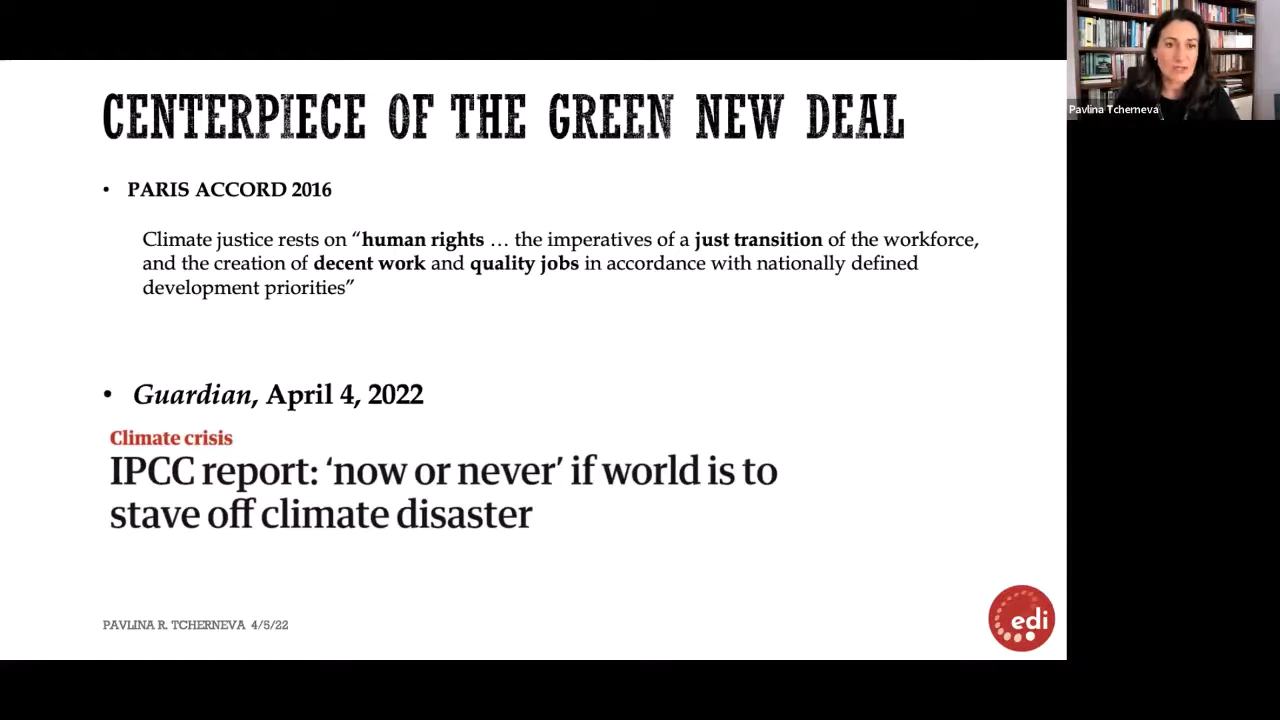 CENTERPIECE OF THE GREEN NEW DEAL
• PARIS ACCORD 2016
Climate justice rests on “human rights … the imperatives of a just transition of the workforce,
and the creation of decent work and quality jobs in accordance with nationally defined
development priorities”
• Guardian, April 4, 2022
Climate crisis
IPCC report: ‘now or never’ if world is to
stave off climate disaster
PAVLINA R. TCHERNEVA 4/5/22
edi
Pavlina Tcherneva